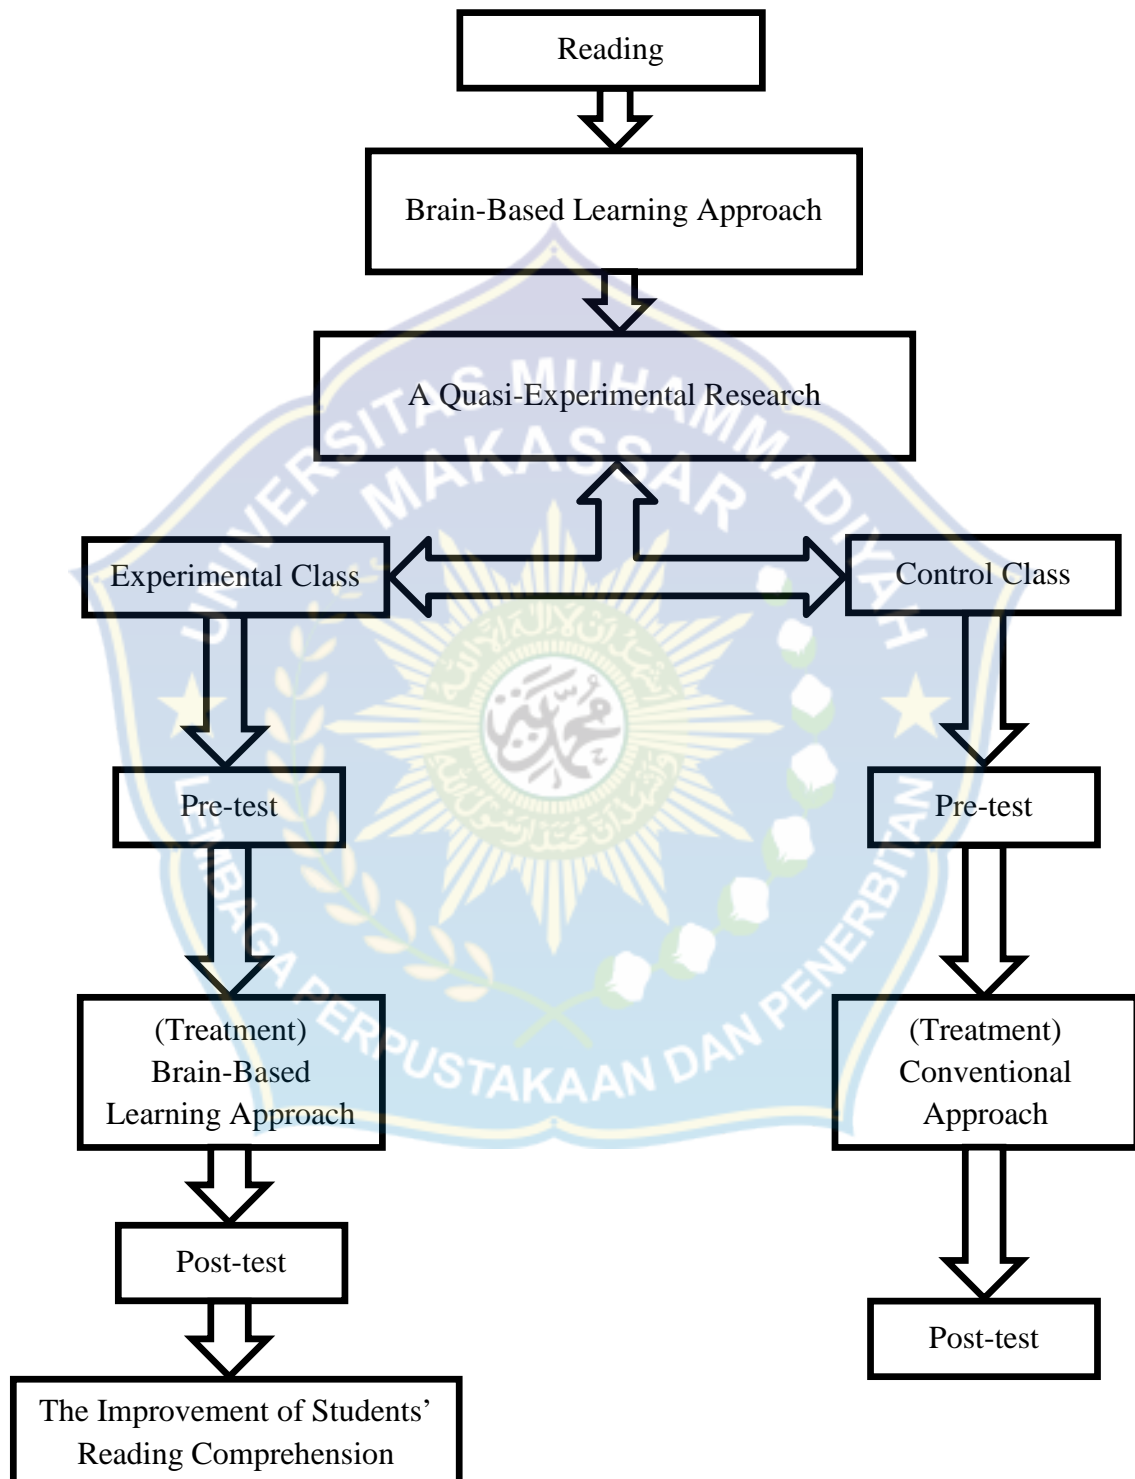 Reading
Brain-Based Learning Approach
A Quasi-Experimental Research
UNIVERSITAS MUHAMMADIYAH
MAKASSAR
Experimental Class
Control Class
Pre-test
Pre-test
(Treatment)
Brain-Based
Learning Approach
(Treatment)
Conventional
Approach
LEMBAGA PERPUSTAKAAN DAN PENERBITAN
Post-test
Post-test
The Improvement of Students’
Reading Comprehension